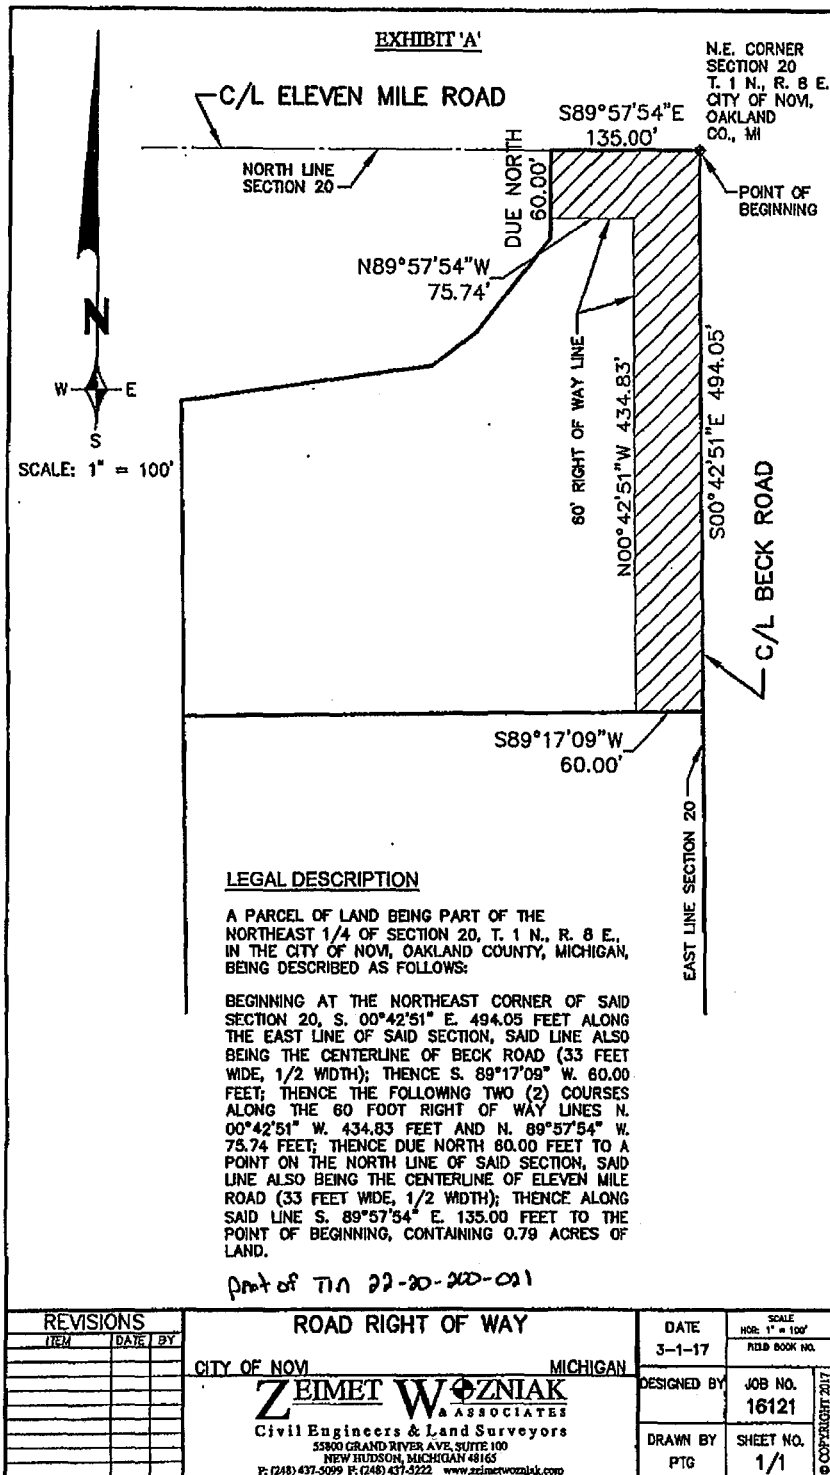 EXHIBIT 'A'
N.E. CORNER
SECTION 20
T. 1 N., R. 8 E.
CITY OF NOVI,
OAKLAND
CO., MI
C/L ELEVEN MILE ROAD
S89°57'54"E
135.00'
NORTH LINE
SECTION 20
DUE NORTH
60.00'
POINT OF
BEGINNING
N89°57'54"W
75.74'
N
W E
S
SCALE: 1" = 100'
60' RIGHT OF WAY LINE
N00°42'51"W 434.83'
S00°42'51"E 494.05'
C/L BECK ROAD
S89°17'09"W
60.00'
EAST LINE SECTION 20
LEGAL DESCRIPTION
A PARCEL OF LAND BEING PART OF THE
NORTHEAST 1/4 OF SECTION 20, T. 1 N., R. 8 E.,
IN THE CITY OF NOVI, OAKLAND COUNTY, MICHIGAN,
BEING DESCRIBED AS FOLLOWS:
BEGINNING AT THE NORTHEAST CORNER OF SAID
SECTION 20, S. 00°42'51" E. 494.05 FEET ALONG
THE EAST LINE OF SAID SECTION, SAID LINE ALSO
BEING THE CENTERLINE OF BECK ROAD (33 FEET
WIDE, 1/2 WIDTH); THENCE S. 89°17'09" W. 60.00
FEET; THENCE THE FOLLOWING TWO (2) COURSES
ALONG THE 60 FOOT RIGHT OF WAY LINES N.
00°42'51" W. 434.83 FEET AND N. 89°57'54" W.
75.74 FEET; THENCE DUE NORTH 60.00 FEET TO A
POINT ON THE NORTH LINE OF SAID SECTION, SAID
LINE ALSO BEING THE CENTERLINE OF ELEVEN MILE
ROAD (33 FEET WIDE, 1/2 WIDTH); THENCE ALONG
SAID LINE S. 89°57'54" E. 135.00 FEET TO THE
POINT OF BEGINNING, CONTAINING 0.79 ACRES OF
LAND.
part of TIN 22-20-200-021
REVISIONS
ITEM DATE BY
ROAD RIGHT OF WAY
CITY OF NOVI MICHIGAN
ZEIMET WOZNIAK
& ASSOCIATES
Civil Engineers & Land Surveyors
55800 GRAND RIVER AVE, SUITE 100
NEW HUDSON, MICHIGAN 48165
P: (248) 437-5099 F: (248) 437-5222 www.zeimetwozniak.com
DATE
3-1-17
SCALE
HOR: 1" = 100'
FIELD BOOK NO.
DESIGNED BY
JOB NO.
16121
DRAWN BY
PTG
SHEET NO.
1/1
© COPYRIGHT 2017